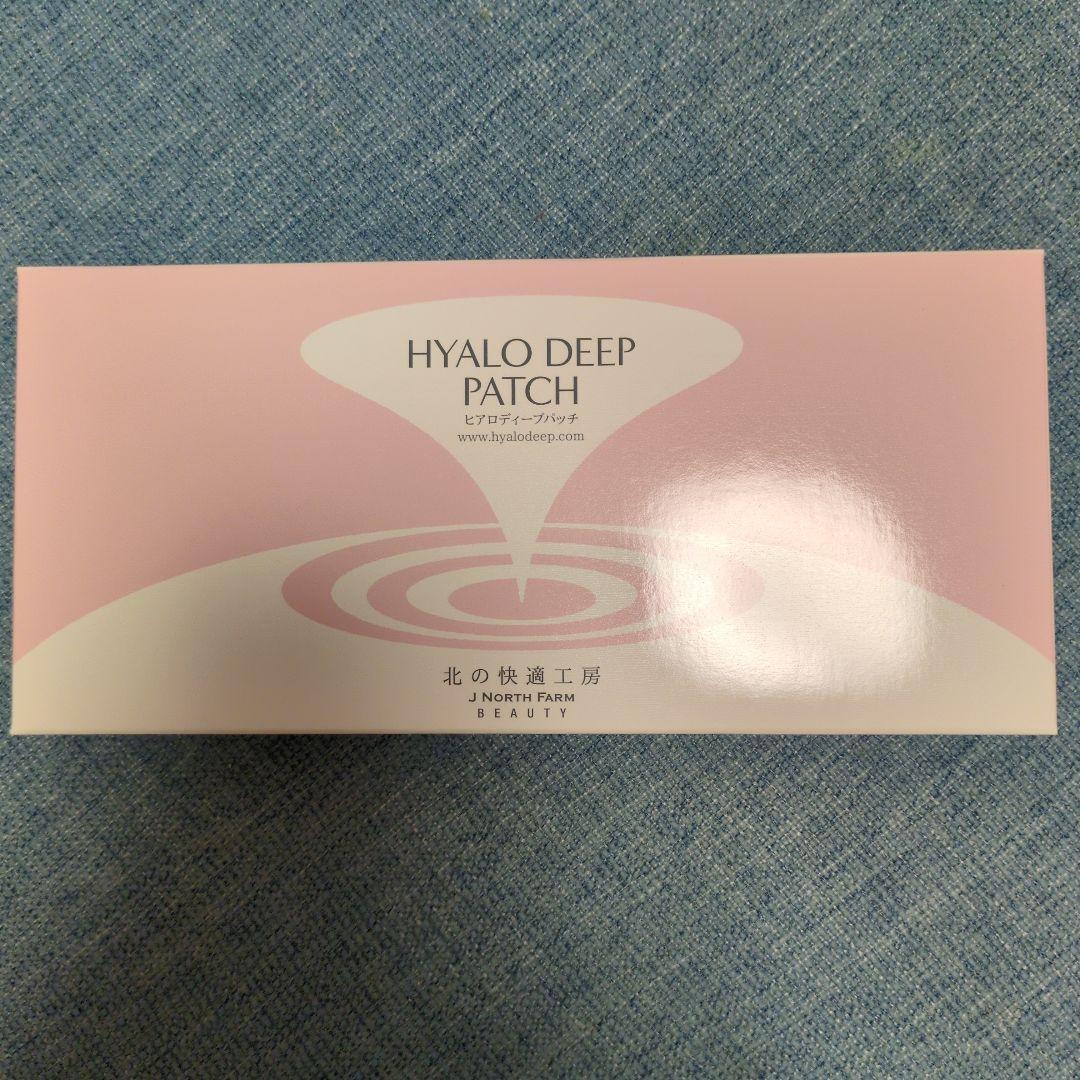 HYALO DEEP
PATCH
ヒアロディープパッチ
www.hyalodeep.com
北の快適工房
J NORTH FARM
BEAUTY